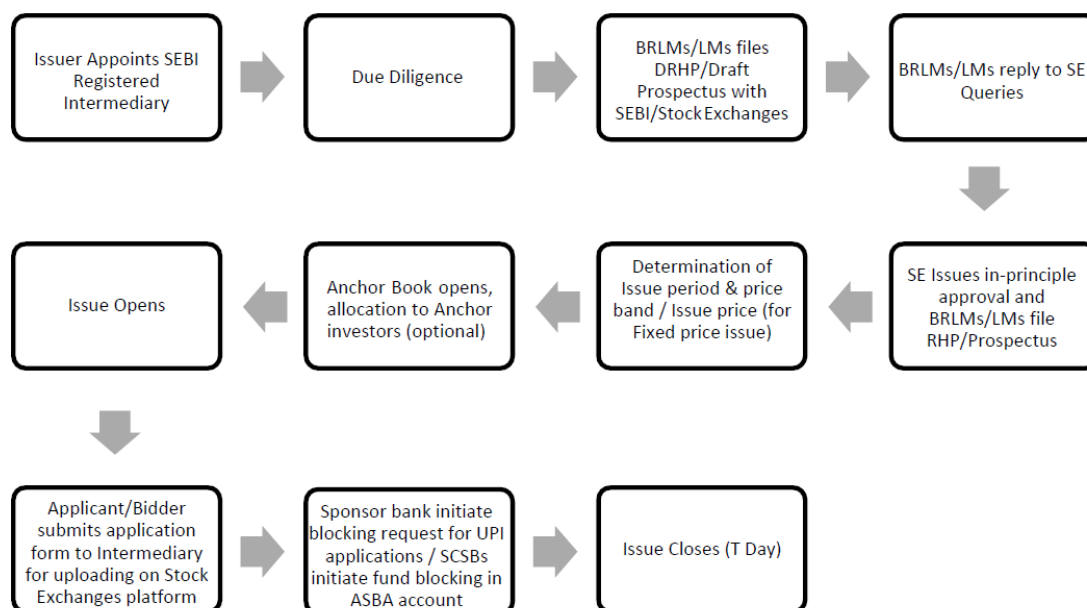 Issuer Appoints SEBI
Registered
Intermediary
Due Diligence
BRLMs/LMs files
DRHP/Draft
Prospectus with
SEBI/Stock Exchanges
BRLMs/LMs reply to SE
Queries
SE Issues in-principle
approval and
BRLMs/LMs file
RHP/Prospectus
Determination of
Issue period & price
band / Issue price (for
Fixed price issue)
Anchor Book opens,
allocation to Anchor
investors (optional)
Issue Opens
Applicant/Bidder
submits application
form to Intermediary
for uploading on Stock
Exchanges platform
Sponsor bank initiate
blocking request for UPI
applications / SCSBs
initiate fund blocking in
ASBA account
Issue Closes (T Day)